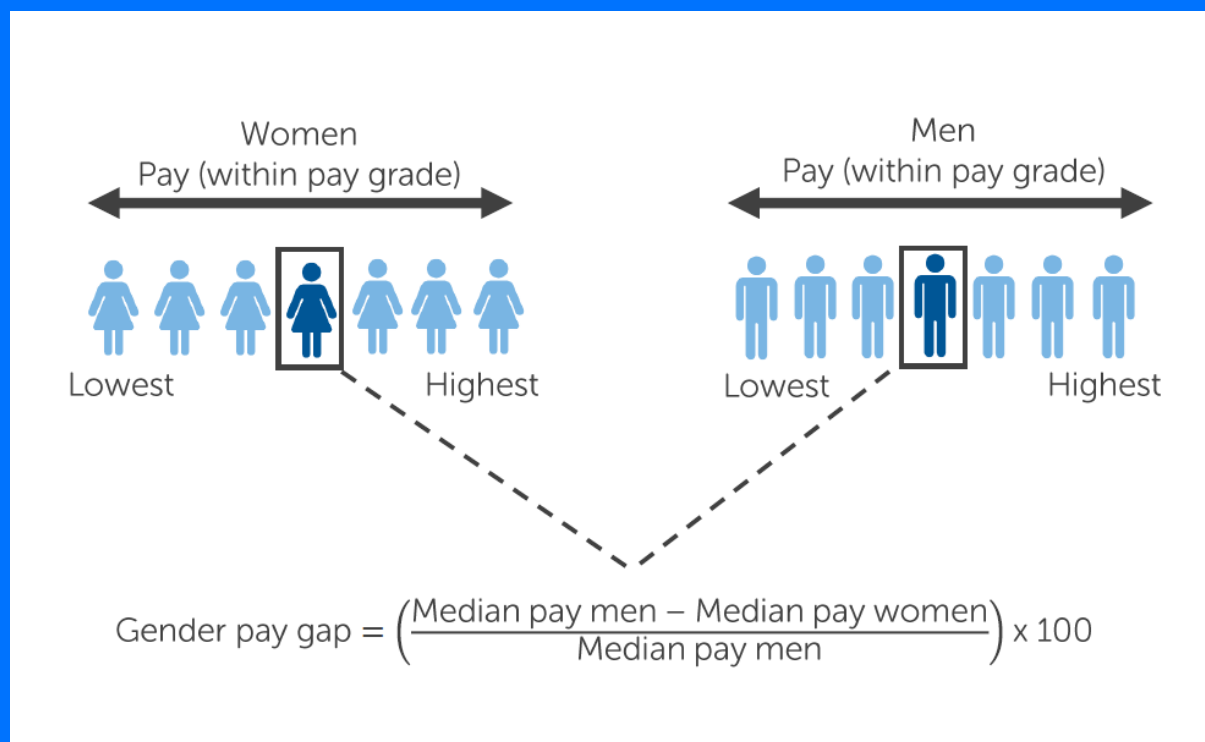 Women
Pay (within pay grade)
Men
Pay (within pay grade)
Lowest
Highest
Lowest
Highest
Gender pay gap = (Median pay men – Median pay women / Median pay men) x 100